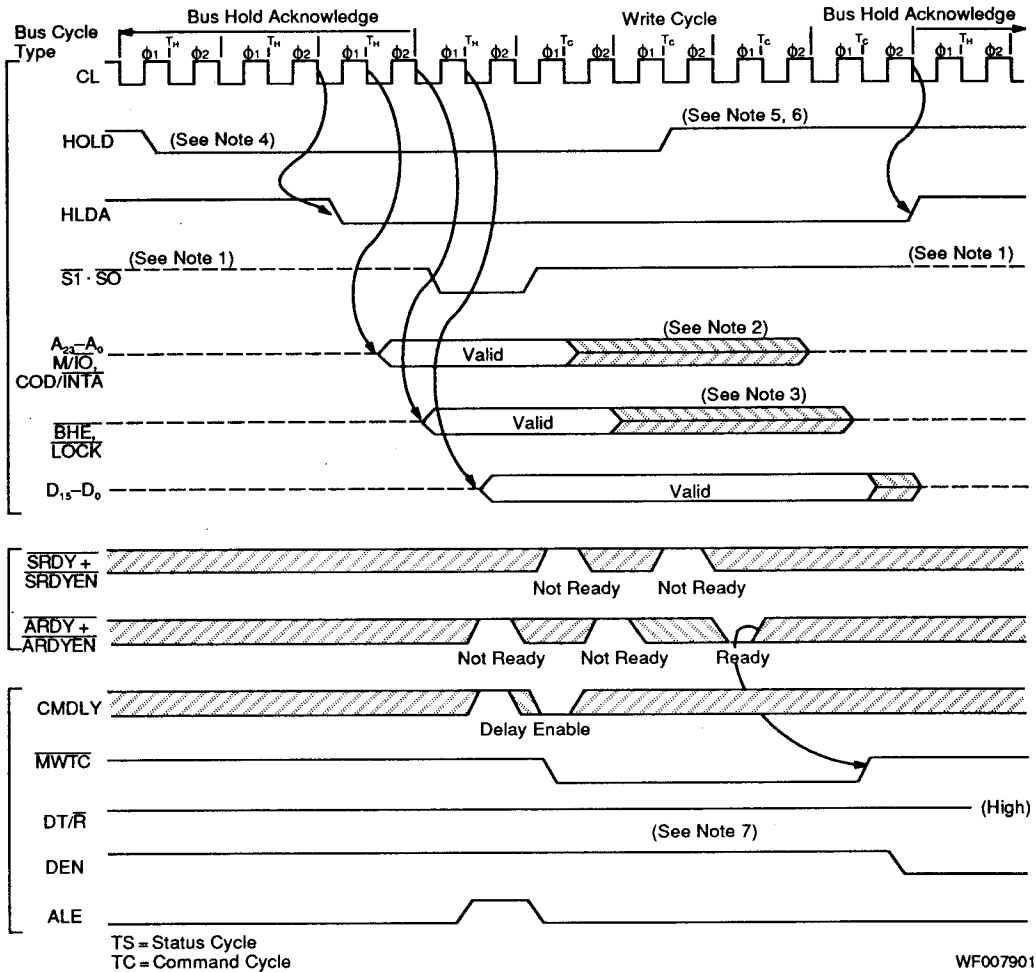 Bus Cycle Type
Bus Hold Acknowledge
Write Cycle
Bus Hold Acknowledge
ϕ1 TH ϕ2 ϕ1 TH ϕ2 ϕ1 TH ϕ2 ϕ1 TH ϕ2 ϕ1 TC ϕ2 ϕ1 TC ϕ2 ϕ1 TC ϕ2 ϕ1 TC ϕ2 ϕ1 TH ϕ2
CL
HOLD
(See Note 4)
(See Note 5, 6)
HLDA
S1 · SO
(See Note 1)
(See Note 1)
A23–A0
M/IO,
COD/INTA
Valid
(See Note 2)
BHE,
LOCK
Valid
(See Note 3)
D15–D0
Valid
SRDY +
SRDYEN
Not Ready
Not Ready
ARDY +
ARDYEN
Not Ready
Not Ready
Ready
CMDLY
Delay Enable
MWTC
DT/R
(High)
(See Note 7)
DEN
ALE
TS = Status Cycle
TC = Command Cycle
WF007901